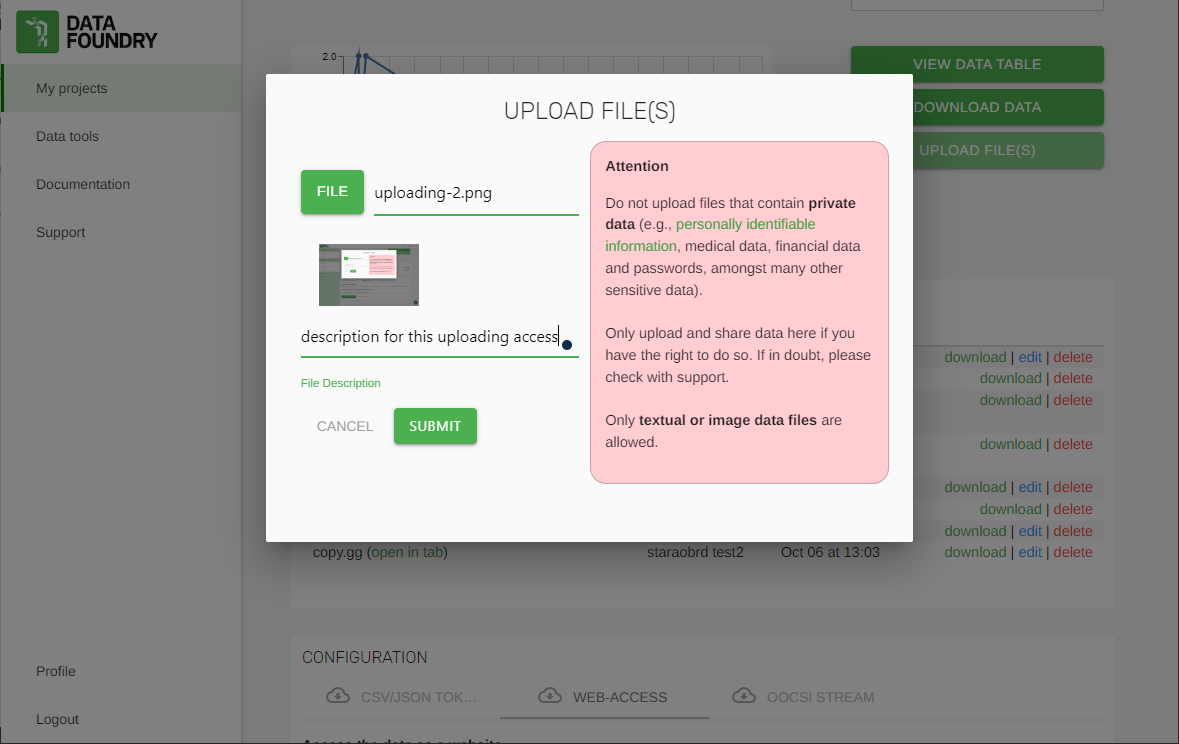 DATA
FOUNDRY
My projects
Data tools
Documentation
Support
Profile
Logout
2.0
VIEW DATA TABLE
DOWNLOAD DATA
UPLOAD FILE(S)
UPLOAD FILE(S)
FILE
uploading-2.png
description for this uploading access
File Description
CANCEL
SUBMIT
Attention
Do not upload files that contain private
data (e.g., personally identifiable
information, medical data, financial data
and passwords, amongst many other
sensitive data).
Only upload and share data here if you
have the right to do so. If in doubt, please
check with support.
Only textual or image data files are
allowed.
download | edit | delete
download | delete
download | delete
download | delete
download | edit | delete
download | delete
download | edit | delete
copy.gg (open in tab) staraobrd test2 Oct 06 at 13:03 download | edit | delete
CONFIGURATION
CSV/JSON TOK...
WEB-ACCESS
OOCSI STREAM
Access the data as a website